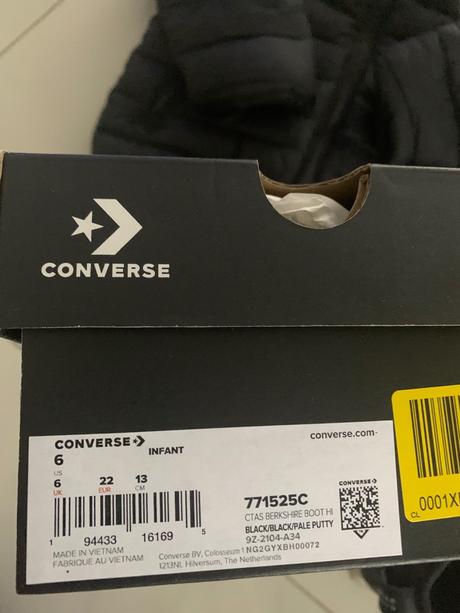 CONVERSE
CONVERSE
INFANT
converse.com
6
US
6 22 13
UK EUR CM
1 94433 16169 5
MADE IN VIETNAM
FABRIQUE AU VIETNAM
771525C
CTAS BERKSHIRE BOOT HI
BLACK/BLACK/PALE PUTTY
9Z-2104-A34
NG2GYXBH00072
Converse BV, Colosseum 1
1213NL Hilversum, The Netherlands
CONVERSE
CL